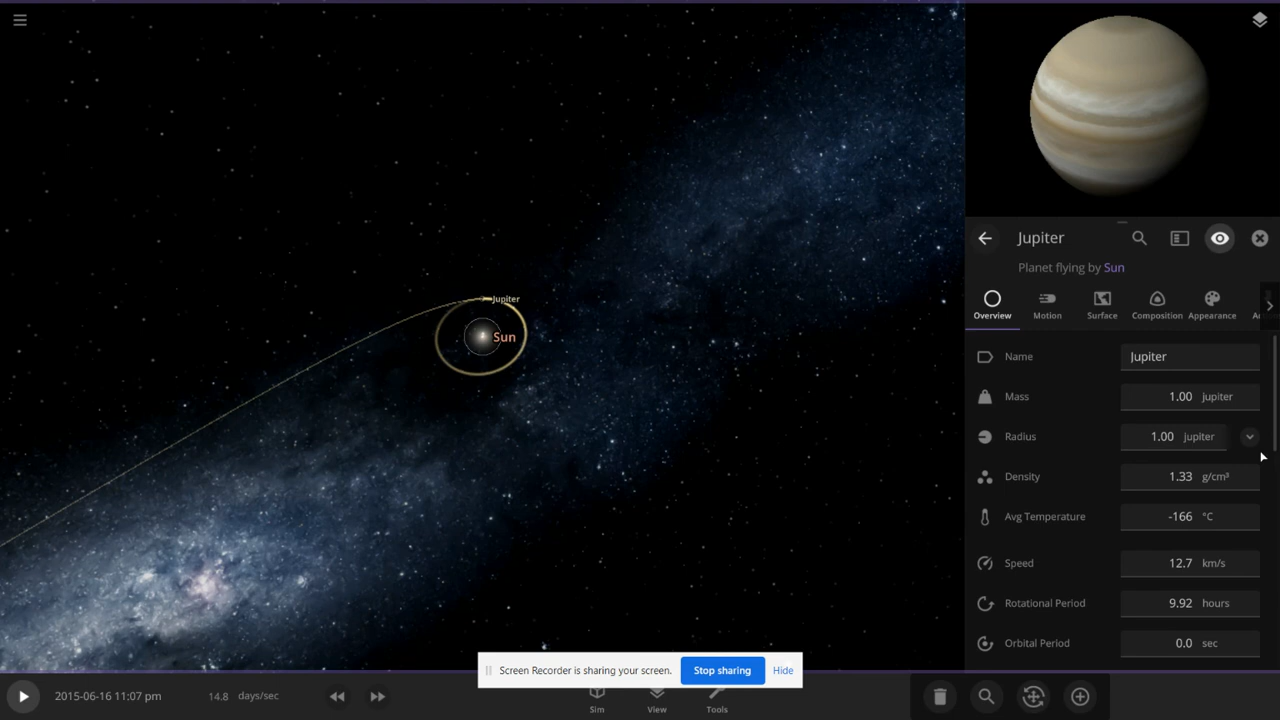 Jupiter
Sun
Jupiter
Planet flying by Sun
Overview
Motion
Surface
Composition
Appearance
Name
Jupiter
Mass
1.00 jupiter
Radius
1.00 jupiter
Density
1.33 g/cm³
Avg Temperature
-166 °C
Speed
12.7 km/s
Rotational Period
9.92 hours
Orbital Period
0.0 sec
Screen Recorder is sharing your screen.
Stop sharing
Hide
2015-06-16 11:07 pm
14.8 days/sec
Sim
View
Tools